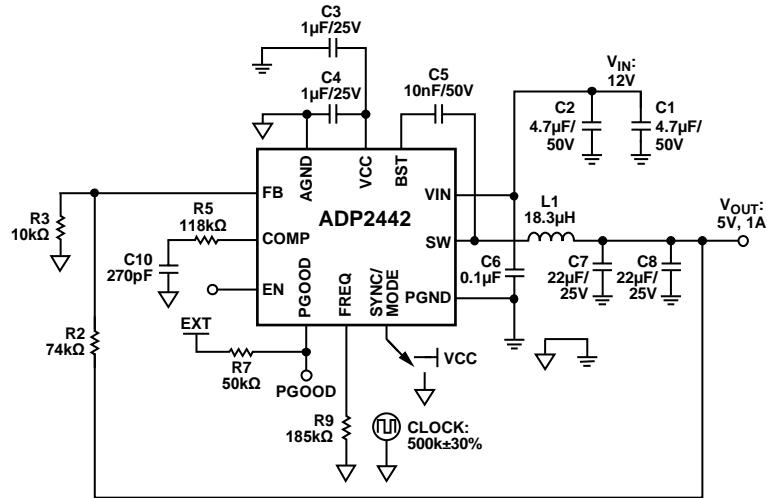 C3
1µF/25V
C4
1µF/25V
C5
10nF/50V
VIN:
12V
C2
4.7µF/
50V
C1
4.7µF/
50V
AGND
VCC
BST
FB
VIN
ADP2442
COMP
SW
EN
PGOOD
FREQ
SYNC/
MODE
PGND
R3
10kΩ
R5
118kΩ
C10
270pF
L1
18.3µH
VOUT:
5V, 1A
C6
0.1µF
C7
22µF/
25V
C8
22µF/
25V
R2
74kΩ
EXT
R7
50kΩ
PGOOD
VCC
R9
185kΩ
CLOCK:
500k±30%